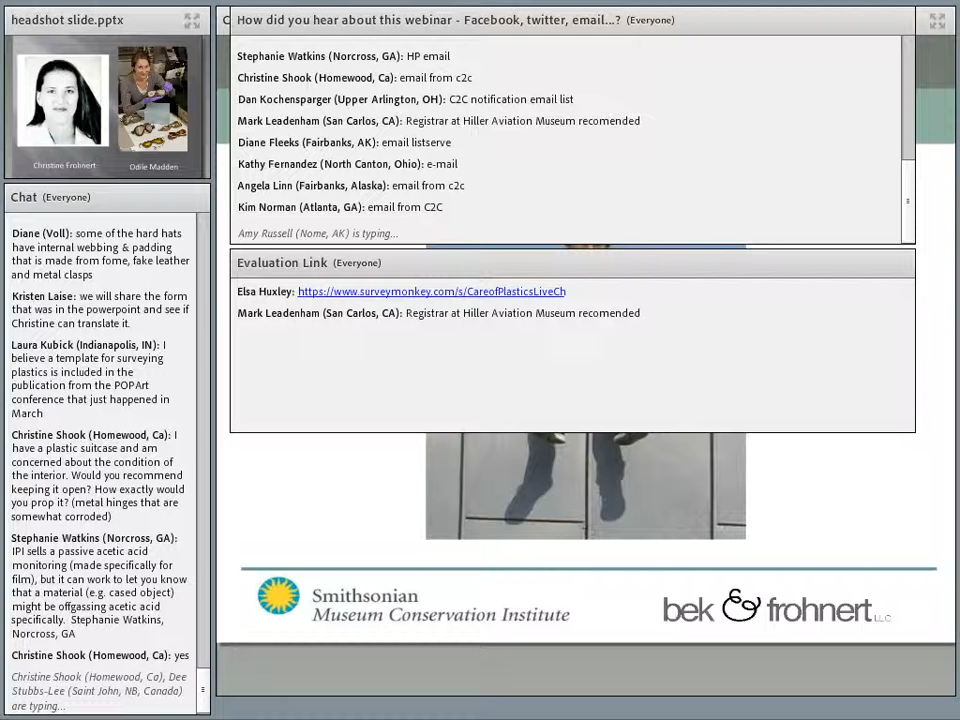 headshot slide.pptx
Christine Frohnert
Odile Madden
Chat (Everyone)
Diane (Voll): some of the hard hats
have internal webbing & padding
that is made from fome, fake leather
and metal clasps
Kristen Laise: we will share the form
that was in the powerpoint and see if
Christine can translate it.
Laura Kubick (Indianapolis, IN): I
believe a template for surveying
plastics is included in the
publication from the POPArt
conference that just happened in
March
Christine Shook (Homewood, Ca): I
have a plastic suitcase and am
concerned about the condition of
the interior. Would you recommend
keeping it open? How exactly would
you prop it? (metal hinges that are
somewhat corroded)
Stephanie Watkins (Norcross, GA):
IPI sells a passive acetic acid
monitoring (made specifically for
film), but it can work to let you know
that a material (e.g. cased object)
might be offgassing acetic acid
specifically. Stephanie Watkins,
Norcross, GA
Christine Shook (Homewood, Ca): yes
Christine Shook (Homewood, Ca), Dee
Stubbs-Lee (Saint John, NB, Canada)
are typing...
C
How did you hear about this webinar - Facebook, twitter, email...? (Everyone)
Stephanie Watkins (Norcross, GA): HP email
Christine Shook (Homewood, Ca): email from c2c
Dan Kochensparger (Upper Arlington, OH): C2C notification email list
Mark Leadenham (San Carlos, CA): Registrar at Hiller Aviation Museum recomended
Diane Fleeks (Fairbanks, AK): email listserve
Kathy Fernandez (North Canton, Ohio): e-mail
Angela Linn (Fairbanks, Alaska): email from c2c
Kim Norman (Atlanta, GA): email from C2C
Amy Russell (Nome, AK) is typing...
Evaluation Link (Everyone)
Elsa Huxley: https://www.surveymonkey.com/s/CareofPlasticsLiveCh
Mark Leadenham (San Carlos, CA): Registrar at Hiller Aviation Museum recomended
Smithsonian
Museum Conservation Institute
bek & frohnert LLC